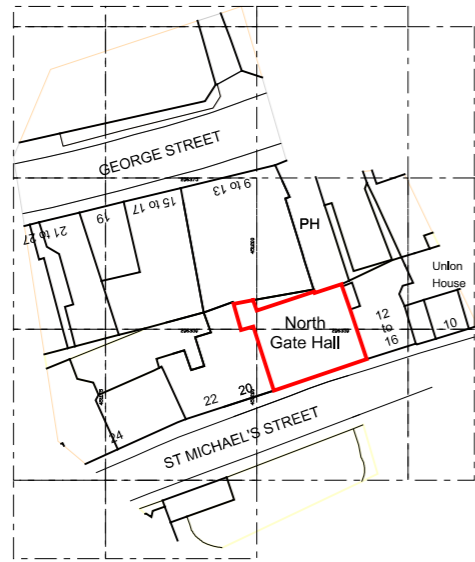 GEORGE STREET
21 to 27
19
15 to 17
9 to 13
PH
Union
House
North
Gate Hall
12
to
16
10
20
22
24
ST MICHAEL'S STREET